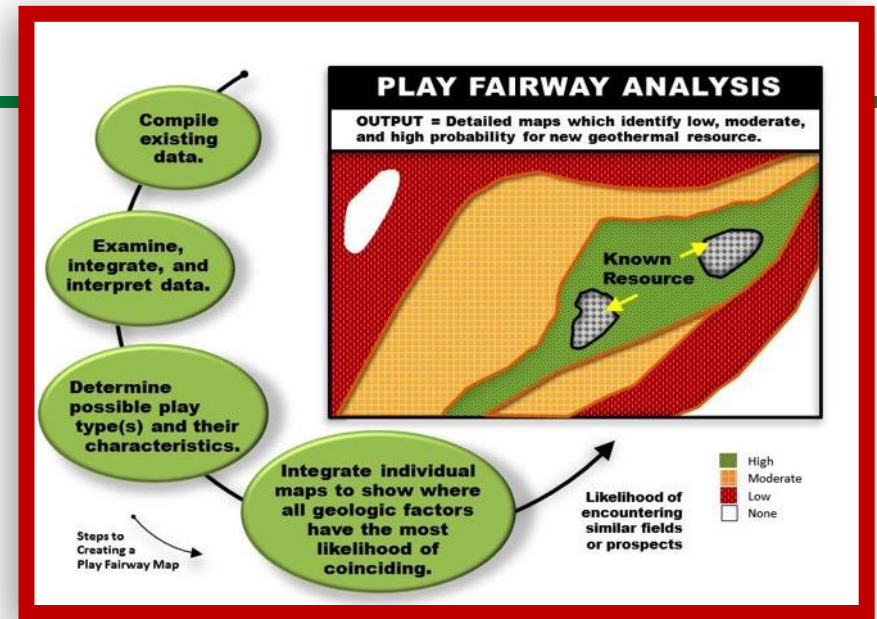 Compile
existing
data.
Examine,
integrate, and
interpret data.
Determine
possible play
type(s) and their
characteristics.
Integrate individual
maps to show where
all geologic factors
have the most
likelihood of
coinciding.
Steps to
Creating a
Play Fairway Map
PLAY FAIRWAY ANALYSIS
OUTPUT = Detailed maps which identify low, moderate,
and high probability for new geothermal resource.
Known
Resource
Likelihood of
encountering
similar fields
or prospects
High
Moderate
Low
None